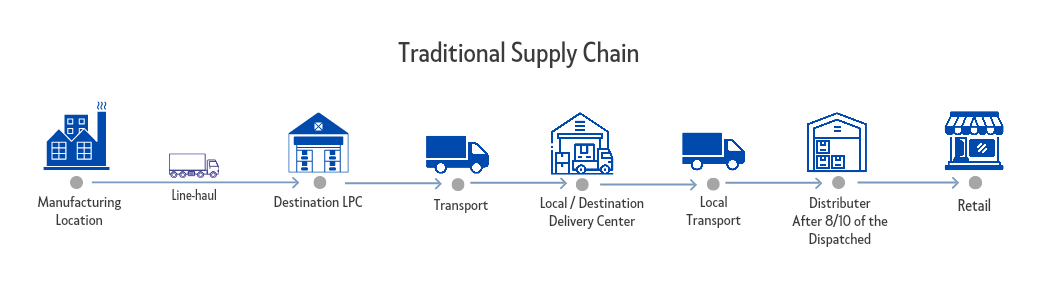 Traditional Supply Chain
Manufacturing
Location
Line-haul
Destination LPC
Transport
Local / Destination
Delivery Center
Local
Transport
Distributer
After 8/10 of the
Dispatched
Retail